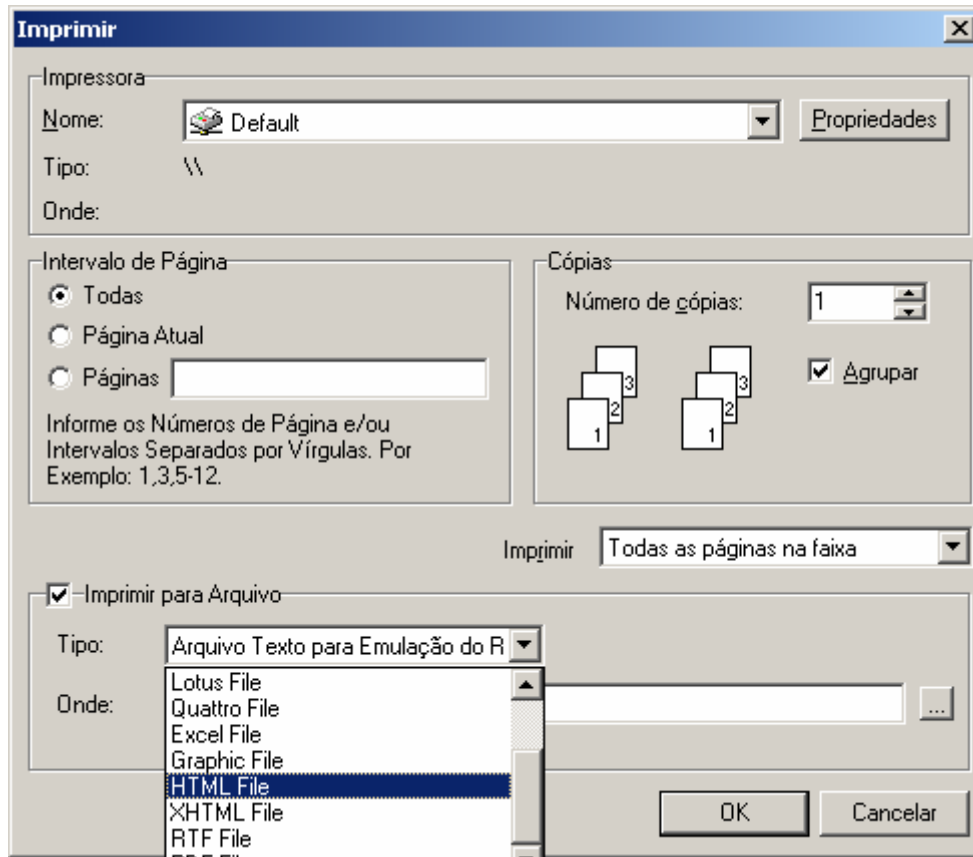 Imprimir
Impressora
Nome:
Default
Propriedades
Tipo:
\\
Onde:
Intervalo de Página
Todas
Página Atual
Páginas
Informe os Números de Página e/ou
Intervalos Separados por Vírgulas. Por
Exemplo: 1,3,5-12.
Cópias
Número de cópias:
1
1 2 3
1 2 3
Agrupar
Imprimir
Todas as páginas na faixa
Imprimir para Arquivo
Tipo:
Arquivo Texto para Emulação do R
Onde:
...
Lotus File
Quattro File
Excel File
Graphic File
HTML File
XHTML File
RTF File
OK
Cancelar